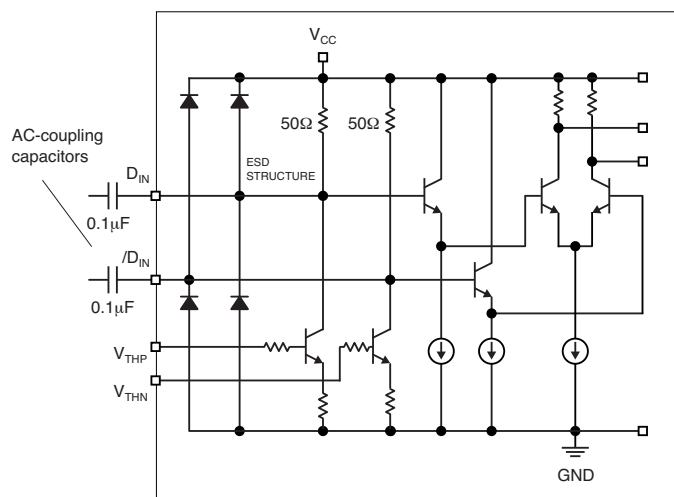 V_CC
50Ω 50Ω
AC-coupling
capacitors
D_IN
ESD
STRUCTURE
0.1µF
/D_IN
0.1µF
V_THP
V_THN
GND